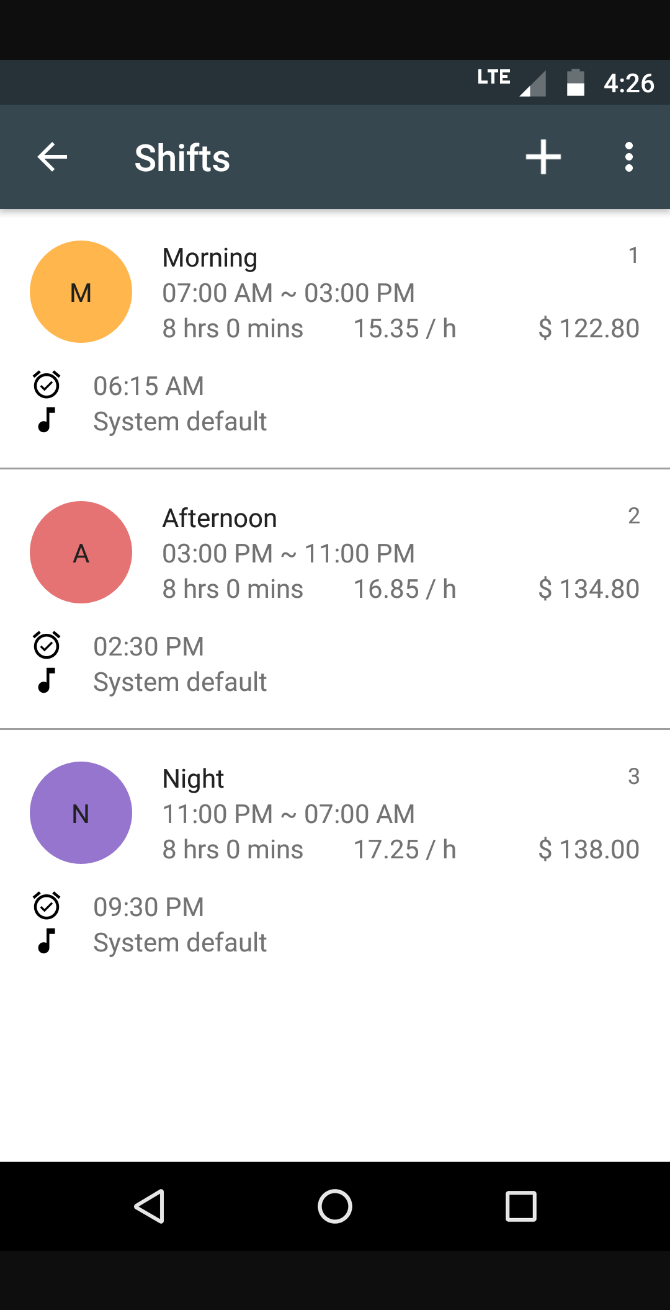 LTE 4:26
Shifts
Morning 1
M
07:00 AM ~ 03:00 PM
8 hrs 0 mins 15.35 / h $ 122.80
06:15 AM
System default
Afternoon 2
A
03:00 PM ~ 11:00 PM
8 hrs 0 mins 16.85 / h $ 134.80
02:30 PM
System default
Night 3
N
11:00 PM ~ 07:00 AM
8 hrs 0 mins 17.25 / h $ 138.00
09:30 PM
System default